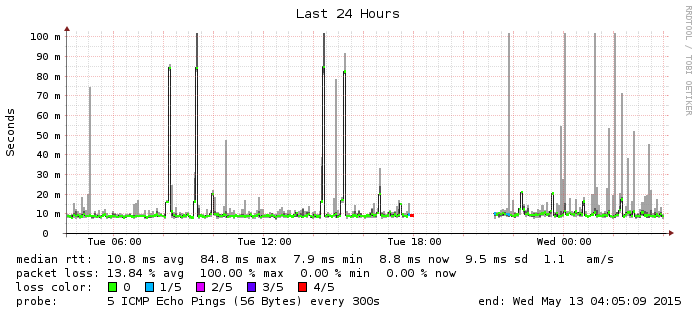 Last 24 Hours
RRDTOOL / TOBI OETIKER
Seconds
100 m
90 m
80 m
70 m
60 m
50 m
40 m
30 m
20 m
10 m
0
Tue 06:00 Tue 12:00 Tue 18:00 Wed 00:00
median rtt: 10.8 ms avg 84.8 ms max 7.9 ms min 8.8 ms now 9.5 ms sd 1.1 am/s
packet loss: 13.84 % avg 100.00 % max 0.00 % min 0.00 % now
loss color: 0 1/5 2/5 3/5 4/5
probe: 5 ICMP Echo Pings (56 Bytes) every 300s end: Wed May 13 04:05:09 2015